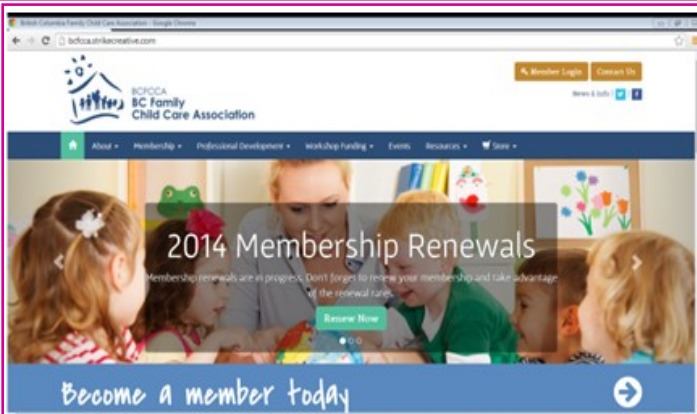 British Columbia Family Child Care Association - Google Chrome
bcfcca.strikecreative.com
Member Login
Contact Us
News & Info
BCFCCA
BC Family
Child Care Association
About
Membership
Professional Development
Workshop Funding
Events
Resources
Store
2014 Membership Renewals
Membership renewals are in progress. Don't forget to renew your membership and take advantage
of the renewal rates.
Renew Now
Become a member today